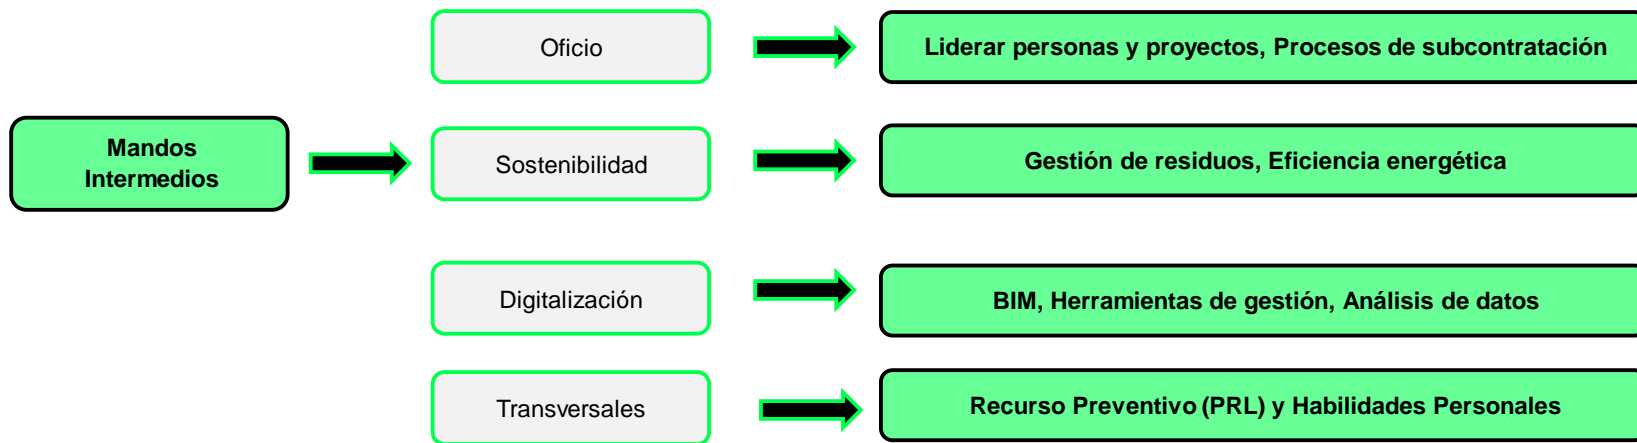 Oficio
Liderar personas y proyectos, Procesos de subcontratación
Mandos
Intermedios
Sostenibilidad
Gestión de residuos, Eficiencia energética
Digitalización
BIM, Herramientas de gestión, Análisis de datos
Transversales
Recurso Preventivo (PRL) y Habilidades Personales